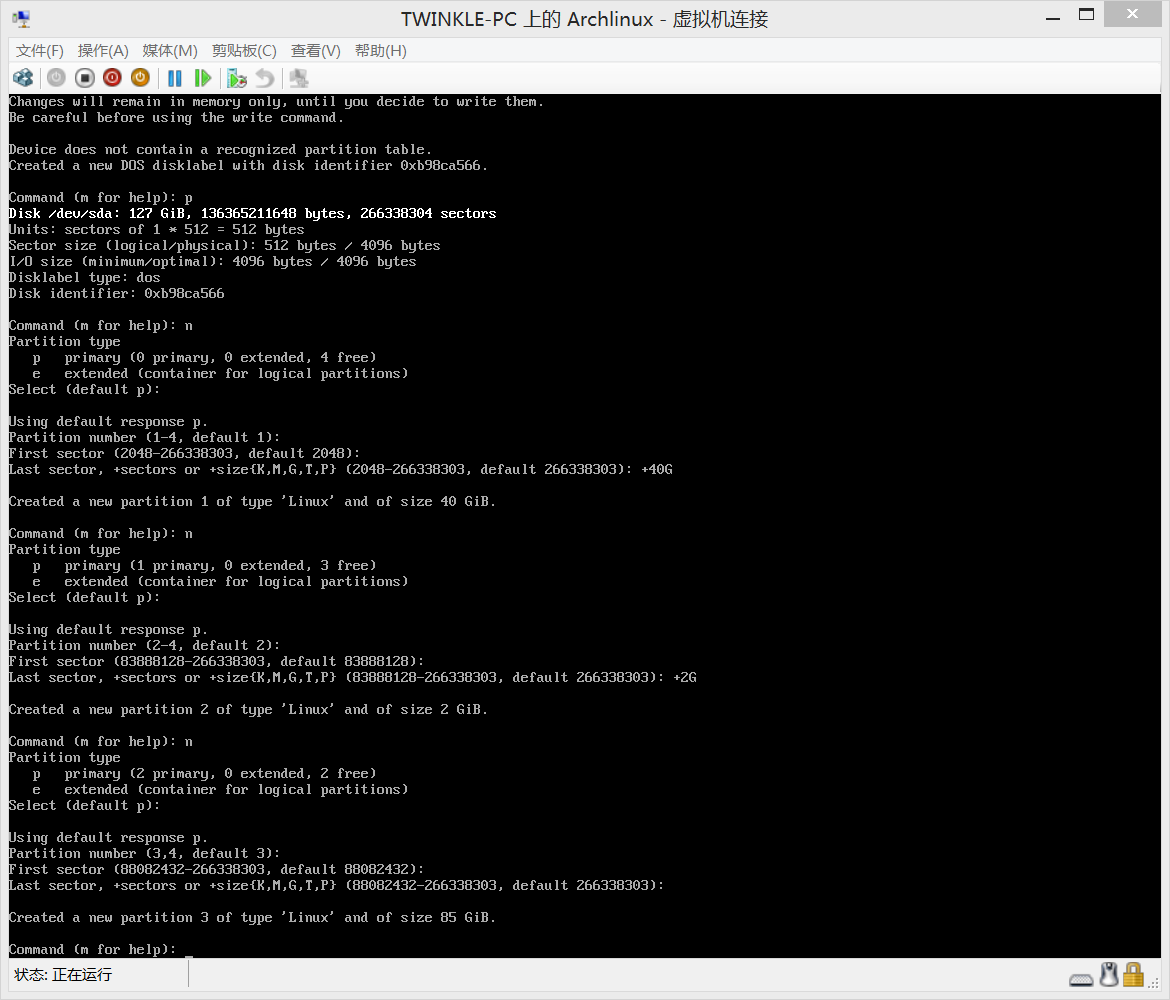 TWINKLE-PC 上的 Archlinux - 虚拟机连接
文件(F) 操作(A) 媒体(M) 剪贴板(C) 查看(V) 帮助(H)
Changes will remain in memory only, until you decide to write them.
Be careful before using the write command.
Device does not contain a recognized partition table.
Created a new DOS disklabel with disk identifier 0xb98ca566.
Command (m for help): p
Disk /dev/sda: 127 GiB, 136365211648 bytes, 266338304 sectors
Units: sectors of 1 * 512 = 512 bytes
Sector size (logical/physical): 512 bytes / 4096 bytes
I/O size (minimum/optimal): 4096 bytes / 4096 bytes
Disklabel type: dos
Disk identifier: 0xb98ca566
Command (m for help): n
Partition type
p primary (0 primary, 0 extended, 4 free)
e extended (container for logical partitions)
Select (default p):
Using default response p.
Partition number (1-4, default 1):
First sector (2048-266338303, default 2048):
Last sector, +sectors or +size{K,M,G,T,P} (2048-266338303, default 266338303): +40G
Created a new partition 1 of type 'Linux' and of size 40 GiB.
Command (m for help): n
Partition type
p primary (1 primary, 0 extended, 3 free)
e extended (container for logical partitions)
Select (default p):
Using default response p.
Partition number (2-4, default 2):
First sector (83888128-266338303, default 83888128):
Last sector, +sectors or +size{K,M,G,T,P} (83888128-266338303, default 266338303): +2G
Created a new partition 2 of type 'Linux' and of size 2 GiB.
Command (m for help): n
Partition type
p primary (2 primary, 0 extended, 2 free)
e extended (container for logical partitions)
Select (default p):
Using default response p.
Partition number (3,4, default 3):
First sector (88082432-266338303, default 88082432):
Last sector, +sectors or +size{K,M,G,T,P} (88082432-266338303, default 266338303):
Created a new partition 3 of type 'Linux' and of size 85 GiB.
Command (m for help): _
状态: 正在运行